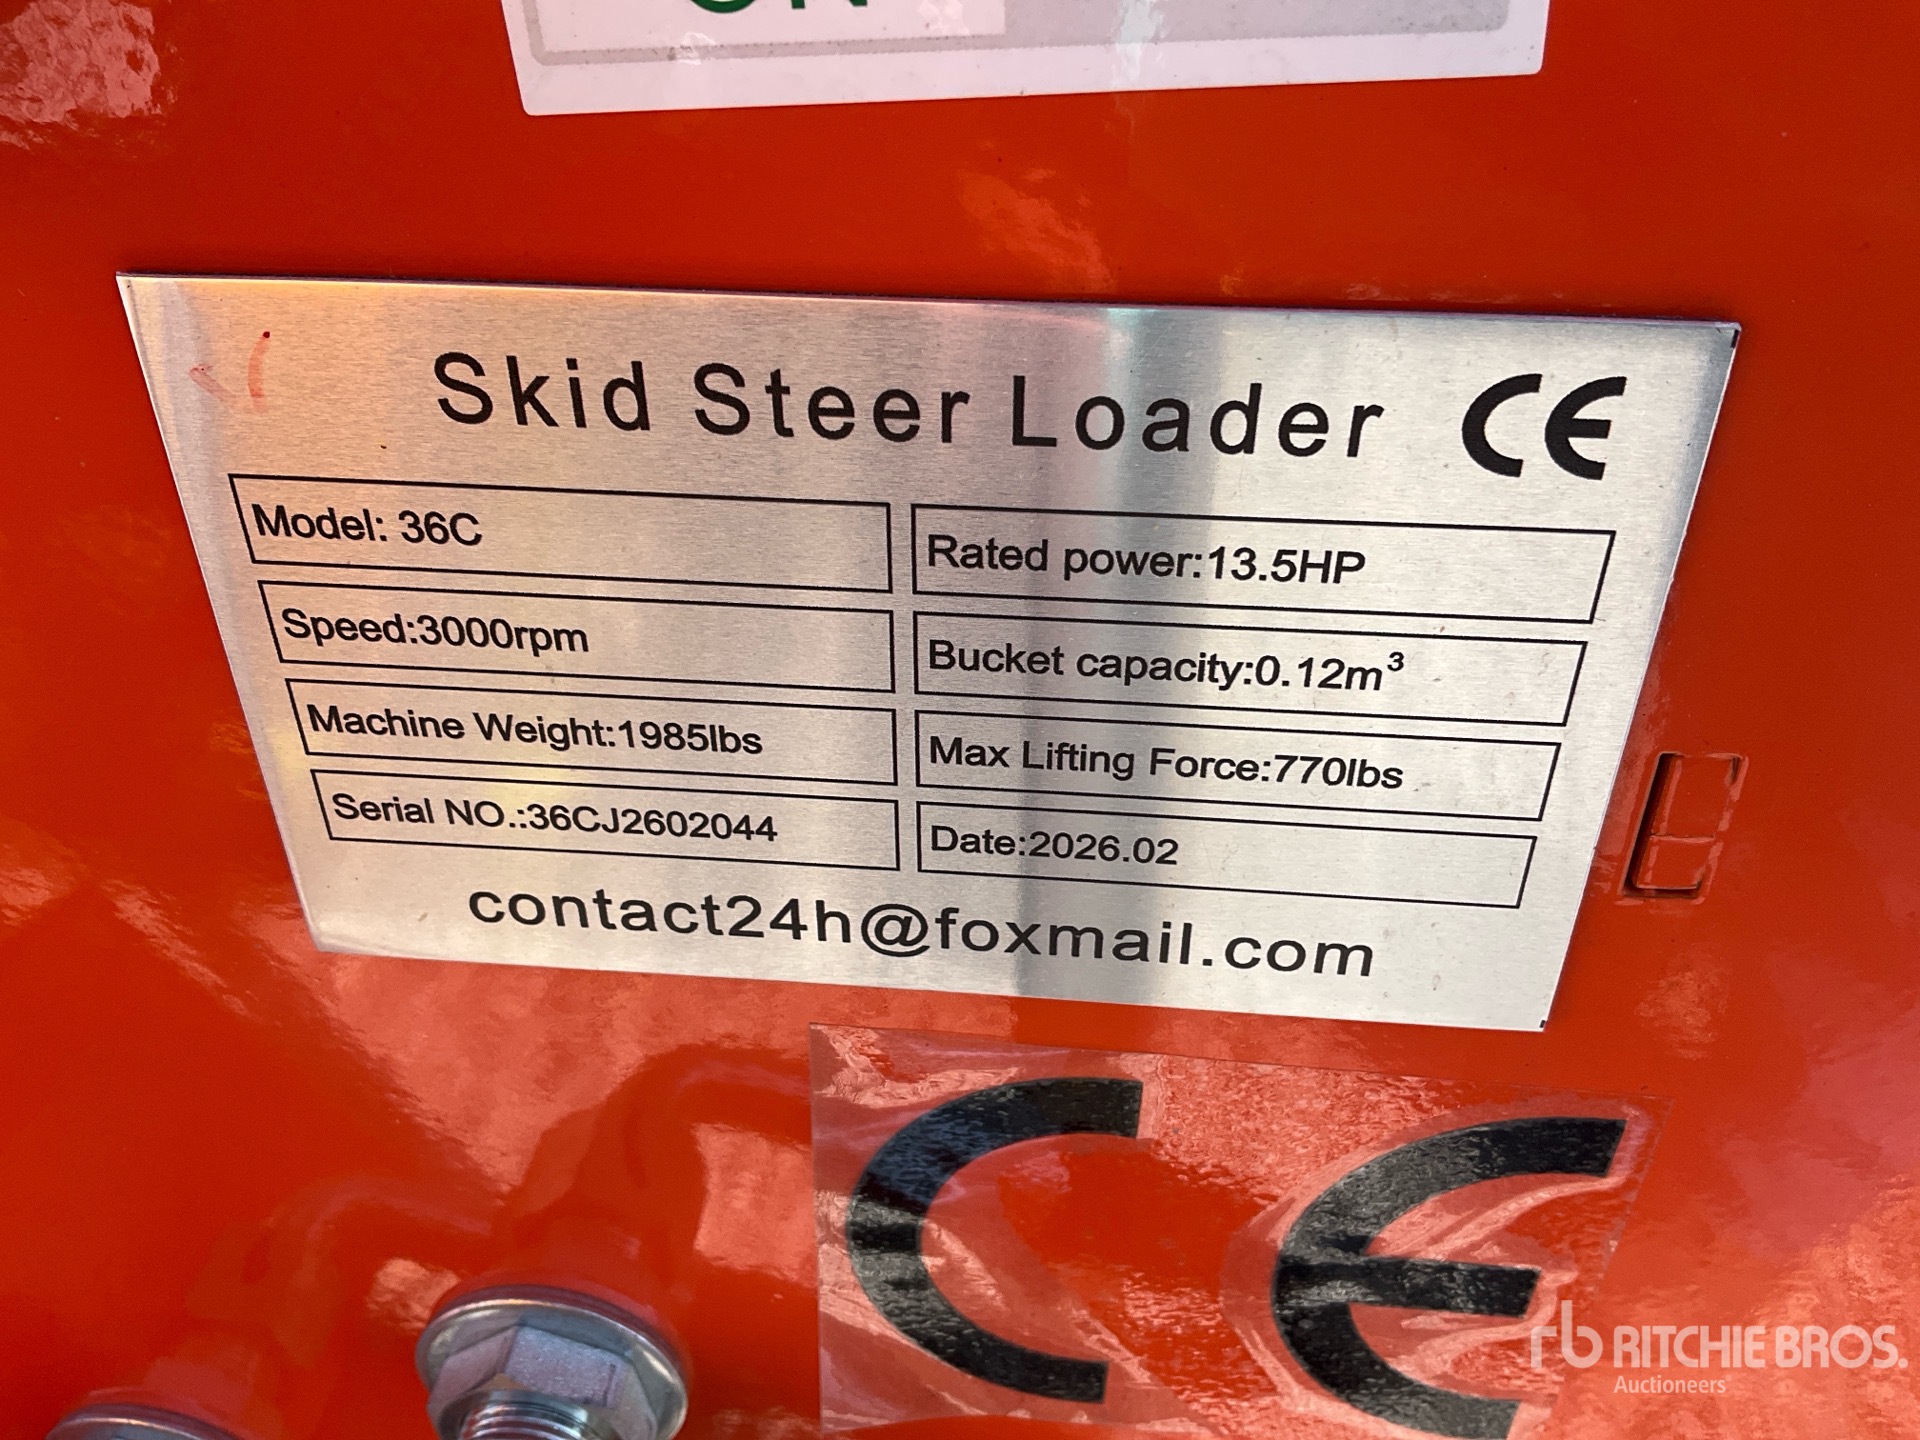 Skid Steer Loader CE
Model: 36C
Rated power:13.5HP
Speed:3000rpm
Bucket capacity:0.12m³
Machine Weight:1985lbs
Max Lifting Force:770lbs
Serial NO.:36CJ2602044
Date:2026.02
contact24h@foxmail.com
CE
rb RITCHIE BROS.
Auctioneers